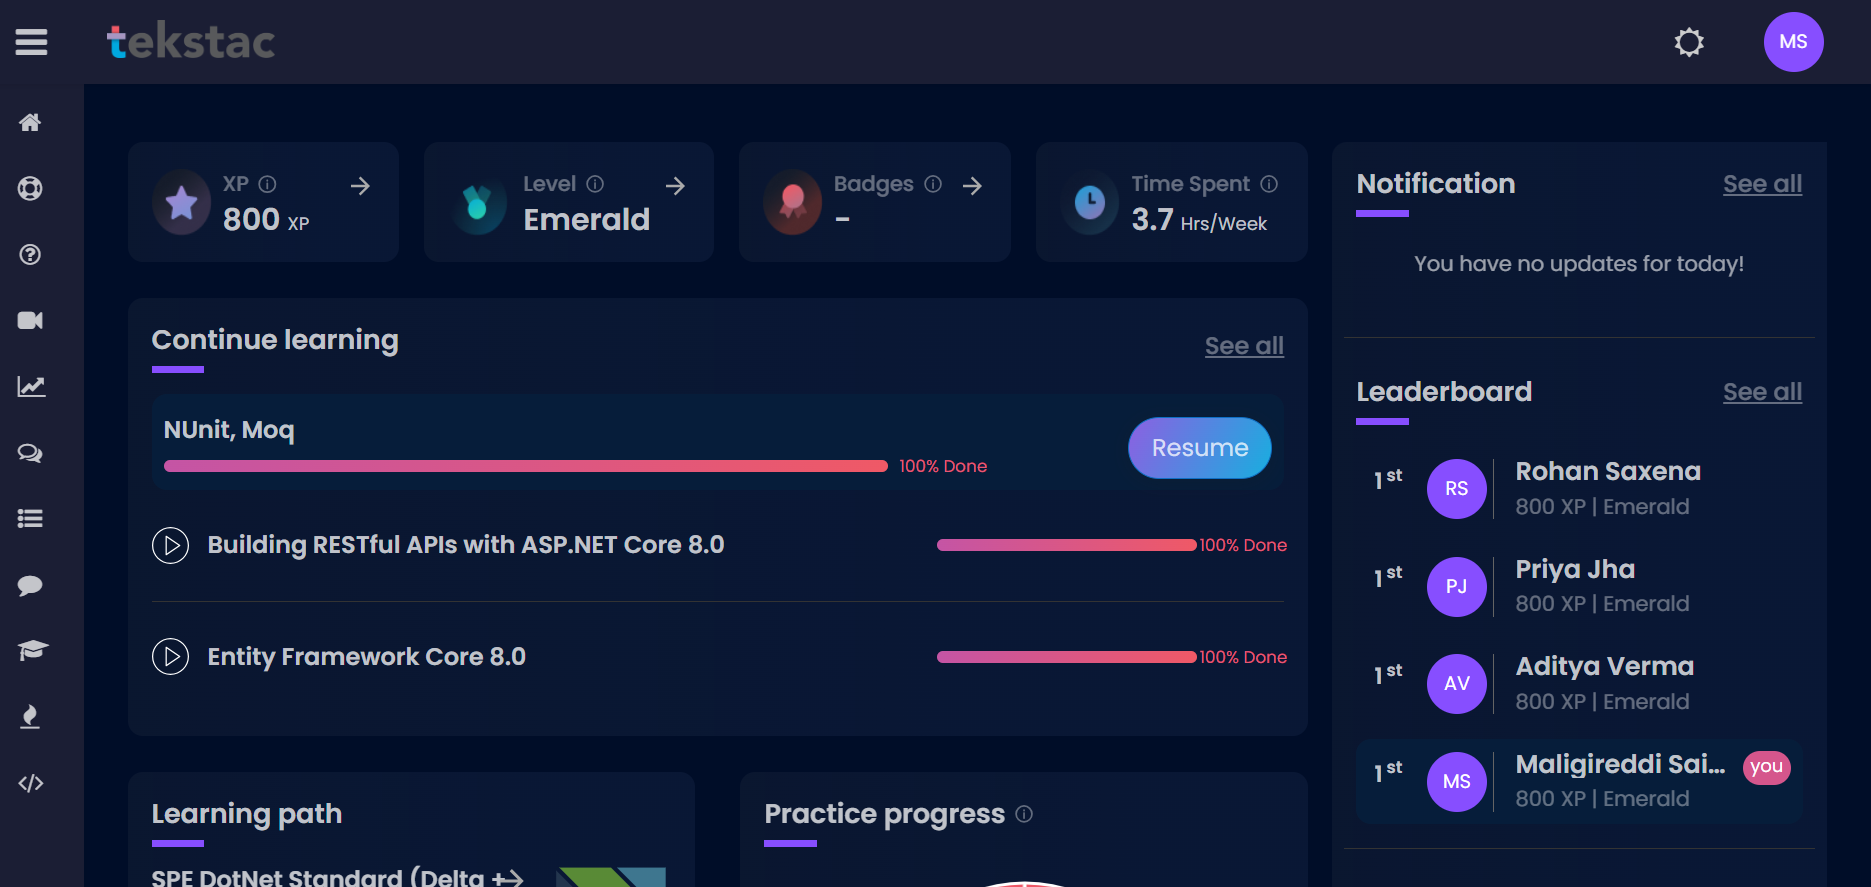 tekstac
MS
XP
800 XP
Level
Emerald
Badges
-
Time Spent
3.7 Hrs/Week
Continue learning
See all
NUnit, Moq
100% Done
Resume
Building RESTful APIs with ASP.NET Core 8.0
100% Done
Entity Framework Core 8.0
100% Done
Learning path
SPE DotNet Standard (Delta +
Practice progress
Notification
See all
You have no updates for today!
Leaderboard
See all
1st
RS
Rohan Saxena
800 XP | Emerald
1st
PJ
Priya Jha
800 XP | Emerald
1st
AV
Aditya Verma
800 XP | Emerald
1st
MS
Maligireddi Sai...
you
800 XP | Emerald